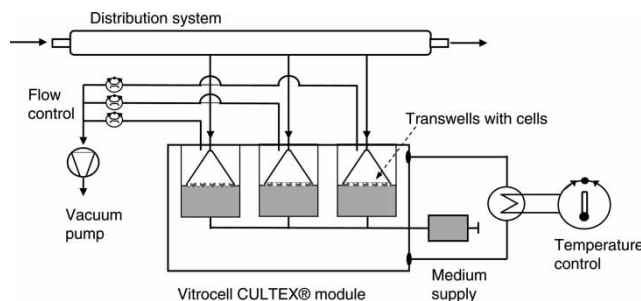 Distribution system
Flow
control
Transwells with cells
Vacuum
pump
Temperature
control
Medium
supply
Vitrocell CULTEX® module